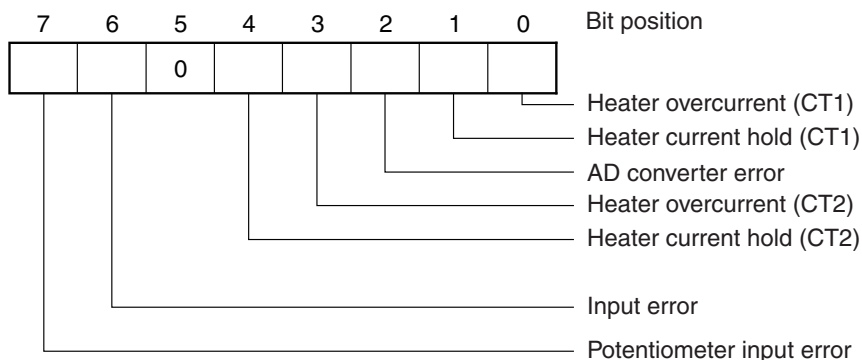 7 6 5 4 3 2 1 0 Bit position
0
Heater overcurrent (CT1)
Heater current hold (CT1)
AD converter error
Heater overcurrent (CT2)
Heater current hold (CT2)
Input error
Potentiometer input error